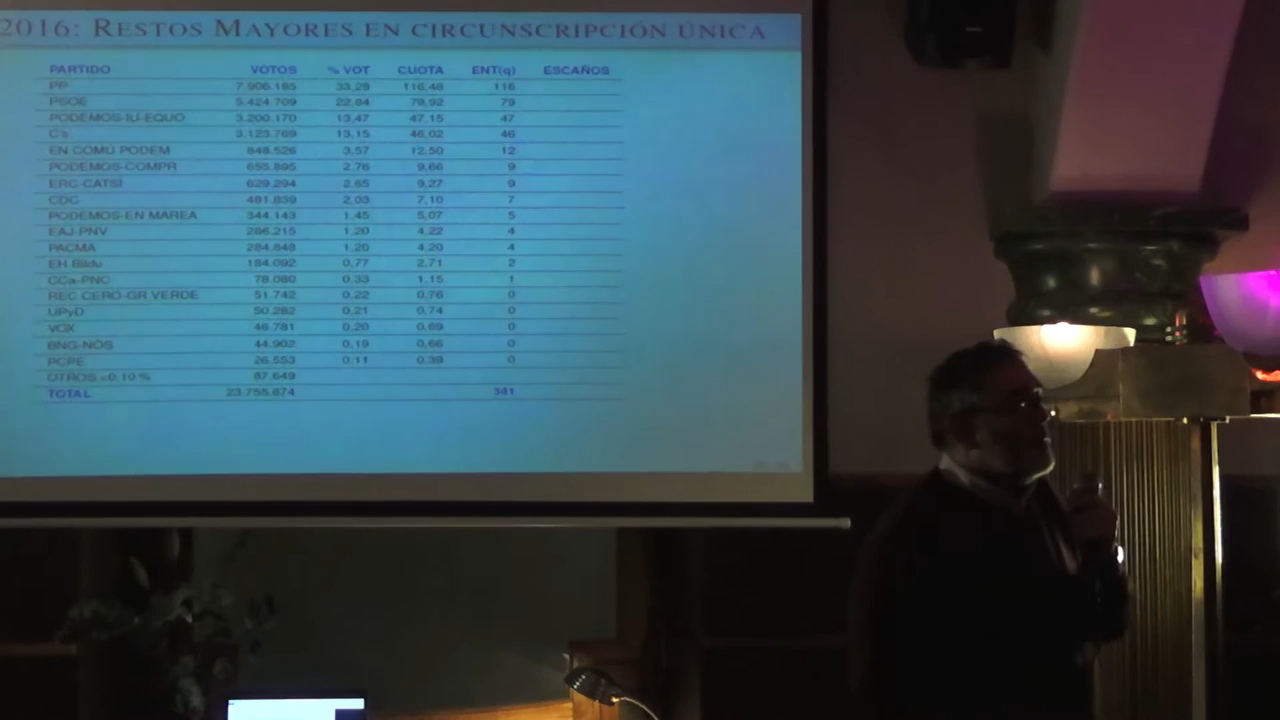 2016: RESTOS MAYORES EN CIRCUNSCRIPCIÓN ÚNICA
PARTIDO VOTOS % VOT CUOTA ENT(q) ESCAÑOS
PP 7.906.185 33,28 116,48 116
PSOE 5.424.709 22,84 79,92 79
PODEMOS-IU-EQUO 3.200.170 13,47 47,15 47
C's 3.123.769 13,15 46,02 46
EN COMÚ PODEM 848.526 3,57 12,50 12
PODEMOS-COMPR 655.895 2,76 9,66 9
ERC-CATSÍ 629.294 2,65 9,27 9
CDC 481.839 2,03 7,10 7
PODEMOS-EN MAREA 344.143 1,45 5,07 5
EAJ-PNV 286.215 1,20 4,22 4
PACMA 284.848 1,20 4,20 4
EH Bildu 184.092 0,77 2,71 2
CCa-PNC 78.080 0,33 1,15 1
REC CERO-GR VERDE 51.742 0,22 0,76 0
UPyD 50.282 0,21 0,74 0
VOX 46.781 0,20 0,69 0
BNG-NÓS 44.902 0,19 0,66 0
PCPE 26.553 0,11 0,39 0
OTROS <0,10 % 87.649
TOTAL 23.755.674 341